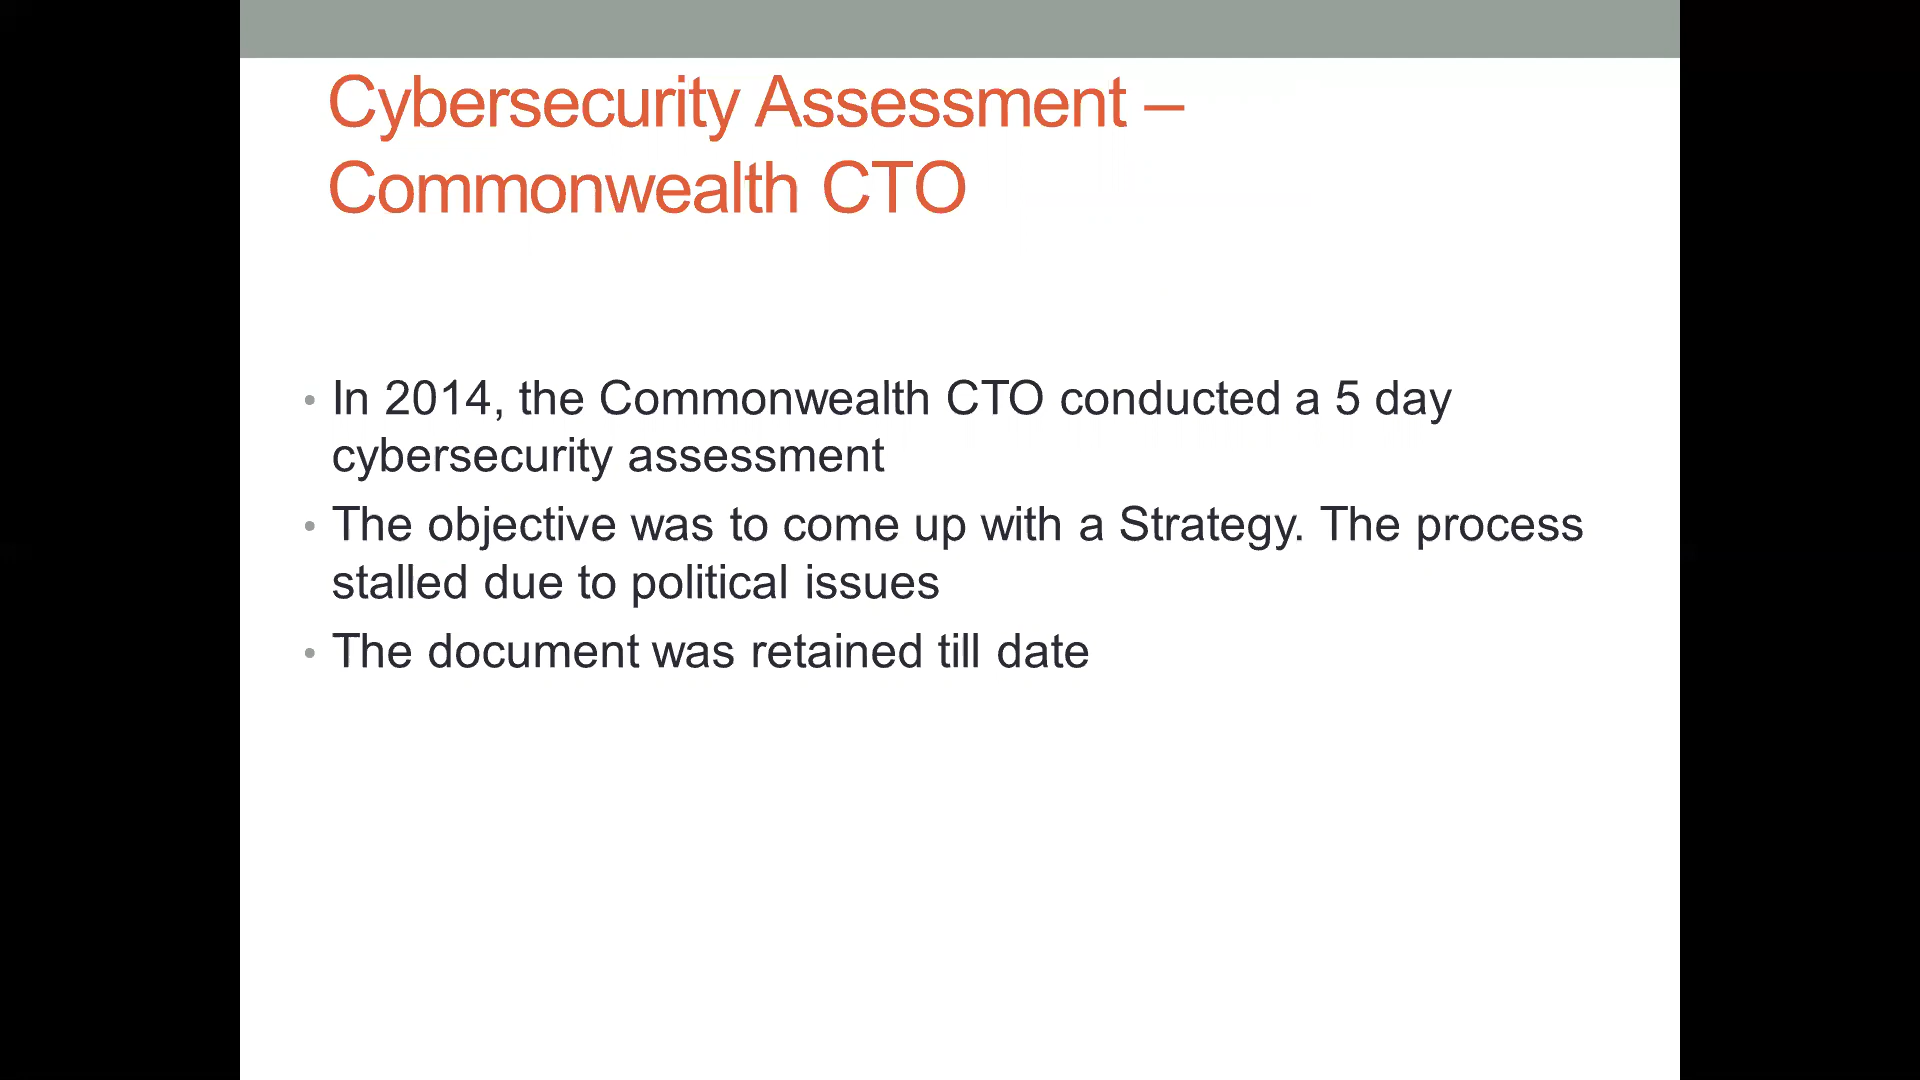 Cybersecurity Assessment –
Commonwealth CTO
• In 2014, the Commonwealth CTO conducted a 5 day
cybersecurity assessment
• The objective was to come up with a Strategy. The process
stalled due to political issues
• The document was retained till date